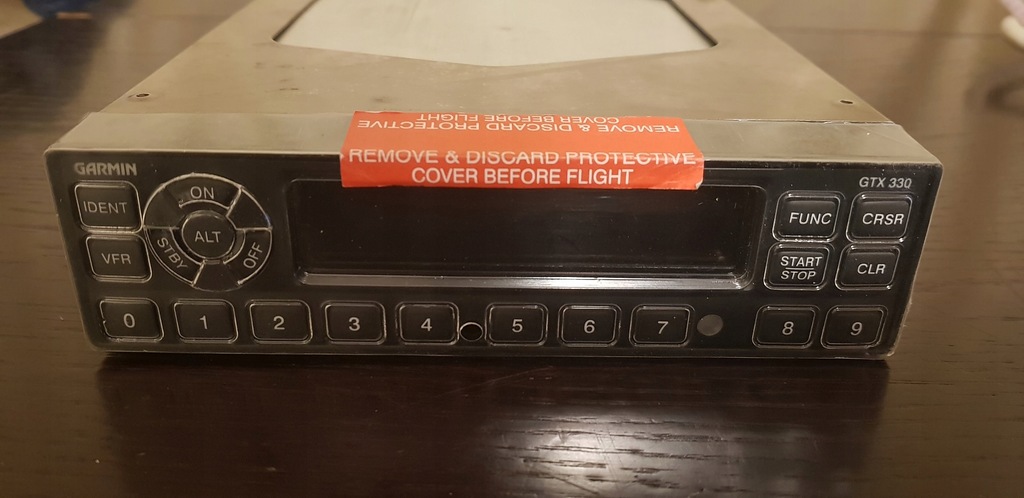 COVER BEFORE FLIGHT
REMOVE & DISCARD PROTECTIVE
REMOVE & DISCARD PROTECTIVE
COVER BEFORE FLIGHT
GARMIN
GTX 330
IDENT
ON
FUNC
CRSR
ALT
VFR
STBY
OFF
START
STOP
CLR
0 1 2 3 4 5 6 7 8 9